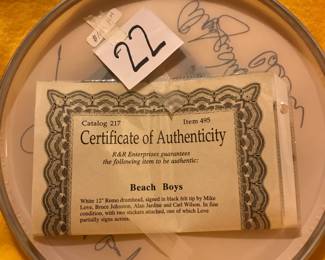 22
Catalog 217 Item 495
Certificate of Authenticity
R&R Enterprises guarantees
the following item to be authentic:
Beach Boys
White 12" Remo drumhead, signed in black felt tip by Mike
Love, Bruce Johnston, Alan Jardine and Carl Wilson. In fine
condition, with two stickers attached, one of which Love
partially signs across.